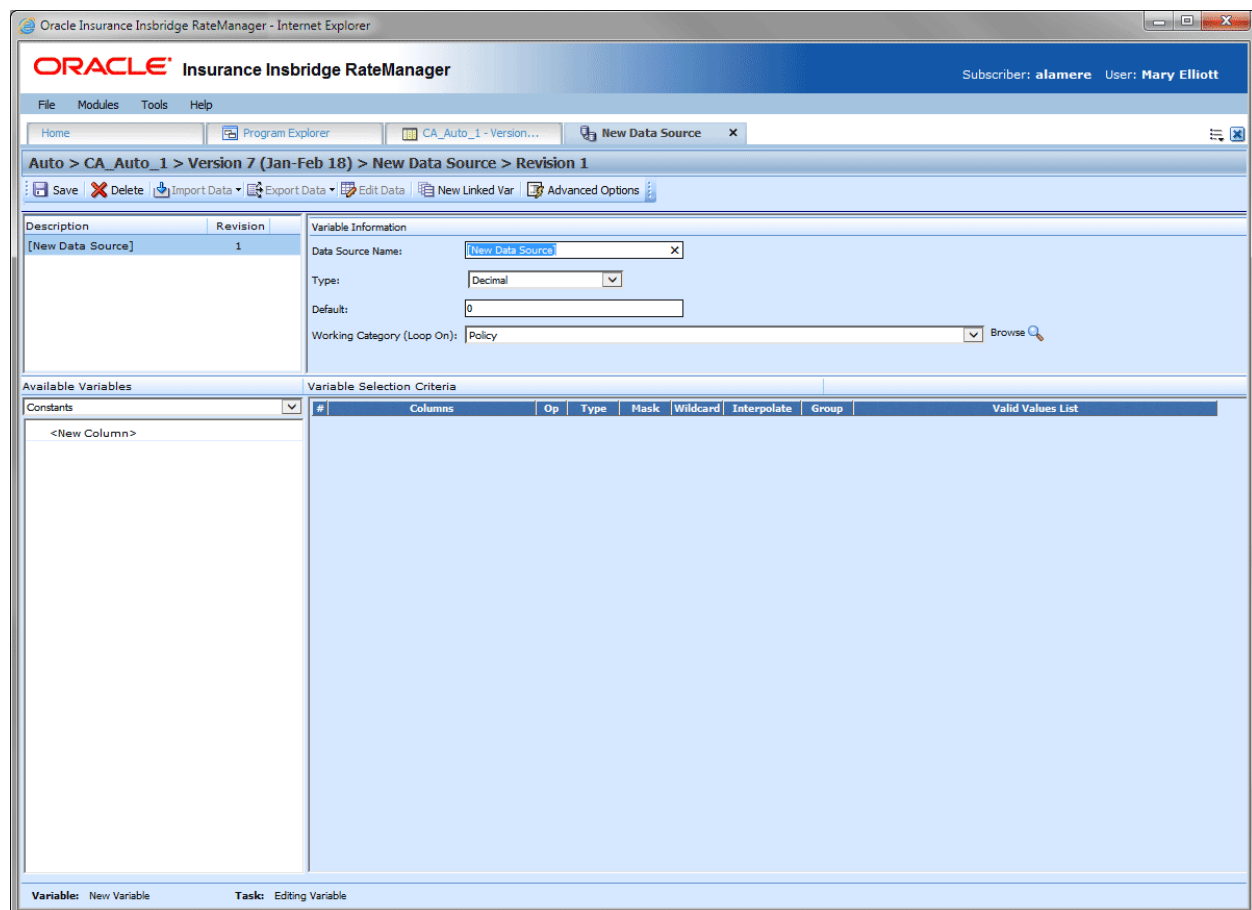 Oracle Insurance Insbridge RateManager - Internet Explorer
ORACLE Insurance Insbridge RateManager
Subscriber: alamere User: Mary Elliott
File Modules Tools Help
Home Program Explorer CA_Auto_1 - Version... New Data Source
Auto > CA_Auto_1 > Version 7 (Jan-Feb 18) > New Data Source > Revision 1
Save Delete Import Data Export Data Edit Data New Linked Var Advanced Options
Description Revision
[New Data Source] 1
Variable Information
Data Source Name: [New Data Source]
Type: Decimal
Default: 0
Working Category (Loop On): Policy Browse
Available Variables Variable Selection Criteria
Constants
# Columns Op Type Mask Wildcard Interpolate Group Valid Values List
<New Column>
Variable: New Variable Task: Editing Variable